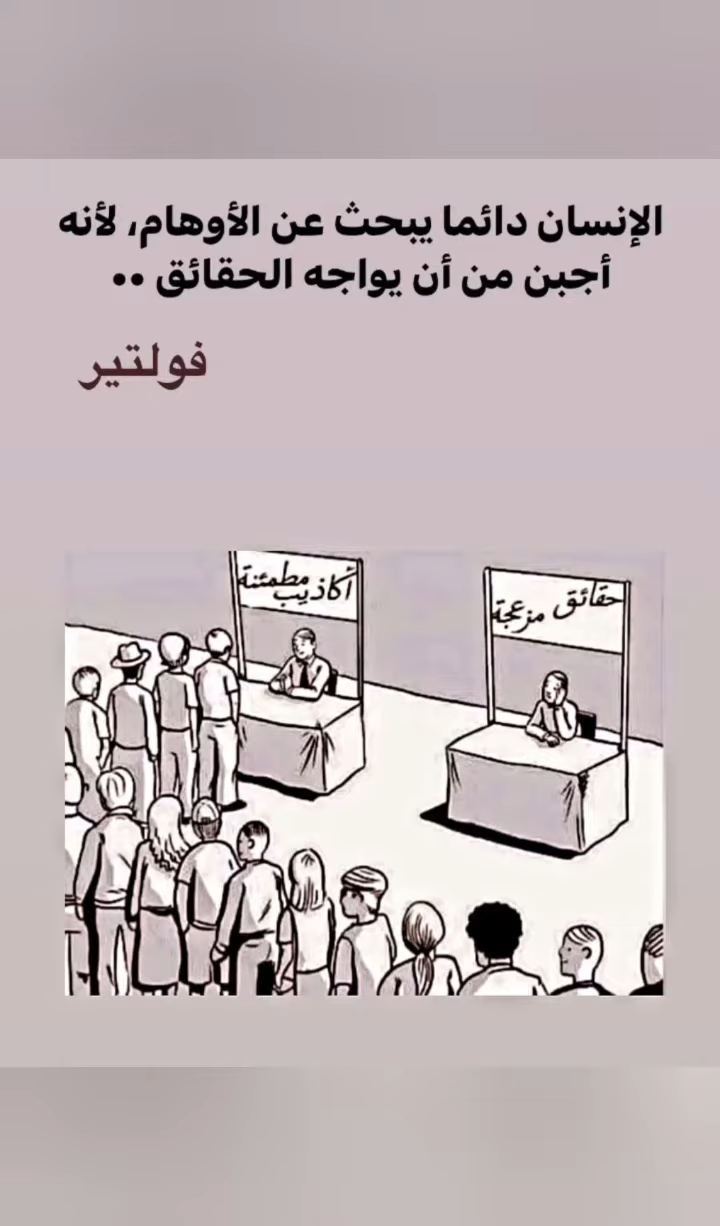 الإنسان دائما يبحث عن الأوهام، لأنه
أجبن من أن يواجه الحقائق ..
فولتير
أكاذيب مطمئنة
حقائق مزعجة